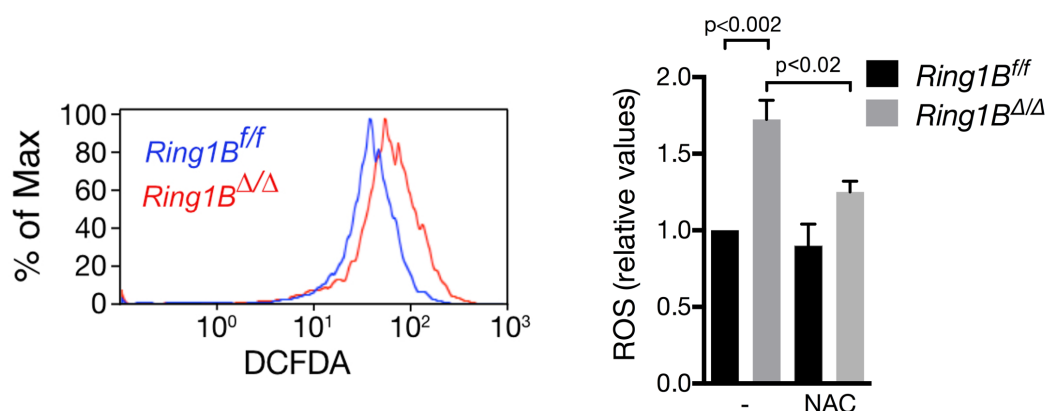 % of Max
100
80
60
40
20
0
Ring1B^f/f
Ring1B^Δ/Δ
10^0
10^1
10^2
10^3
DCFDA
p<0.002
p<0.02
Ring1B^f/f
Ring1B^Δ/Δ
ROS (relative values)
2.0
1.5
1.0
0.5
0.0
-
NAC